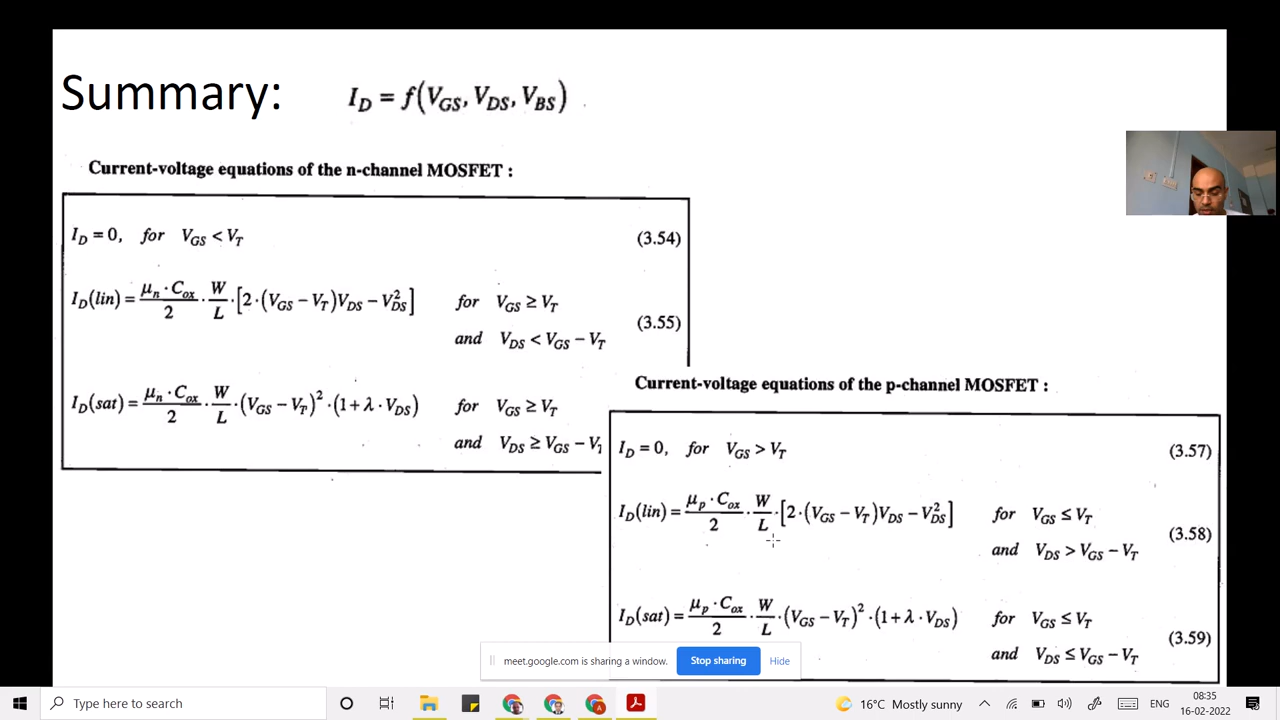 Summary: I_D = f(V_GS, V_DS, V_BS)
Current-voltage equations of the n-channel MOSFET :
I_D = 0, for V_GS < V_T (3.54)
I_D(lin) = μ_n · C_ox / 2 · W / L · [2 · (V_GS − V_T)V_DS − V_DS^2] for V_GS ≥ V_T
and V_DS < V_GS − V_T (3.55)
I_D(sat) = μ_n · C_ox / 2 · W / L · (V_GS − V_T)^2 · (1 + λ · V_DS) for V_GS ≥ V_T
and V_DS ≥ V_GS − V
Current-voltage equations of the p-channel MOSFET :
I_D = 0, for V_GS > V_T (3.57)
I_D(lin) = μ_p · C_ox / 2 · W / L · [2 · (V_GS − V_T)V_DS − V_DS^2] for V_GS ≤ V_T
and V_DS > V_GS − V_T (3.58)
I_D(sat) = μ_p · C_ox / 2 · W / L · (V_GS − V_T)^2 · (1 + λ · V_DS) for V_GS ≤ V_T
and V_DS ≤ V_GS − V_T (3.59)
meet.google.com is sharing a window. Stop sharing Hide
Type here to search
16°C Mostly sunny
08:35
16-02-2022